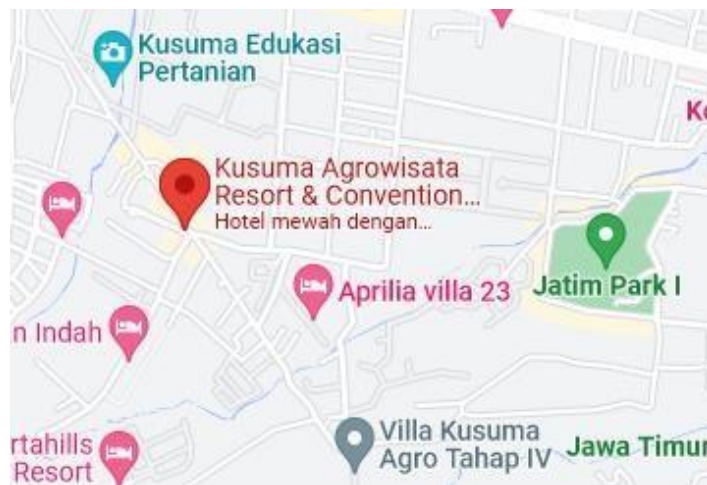 Kusuma Edukasi
Pertanian
Ke
Kusuma Agrowisata
Resort & Convention...
Hotel mewah dengan...
Aprilia villa 23
Jatim Park I
n Indah
rtahills
Resort
Villa Kusuma
Agro Tahap IV
Jawa Timur